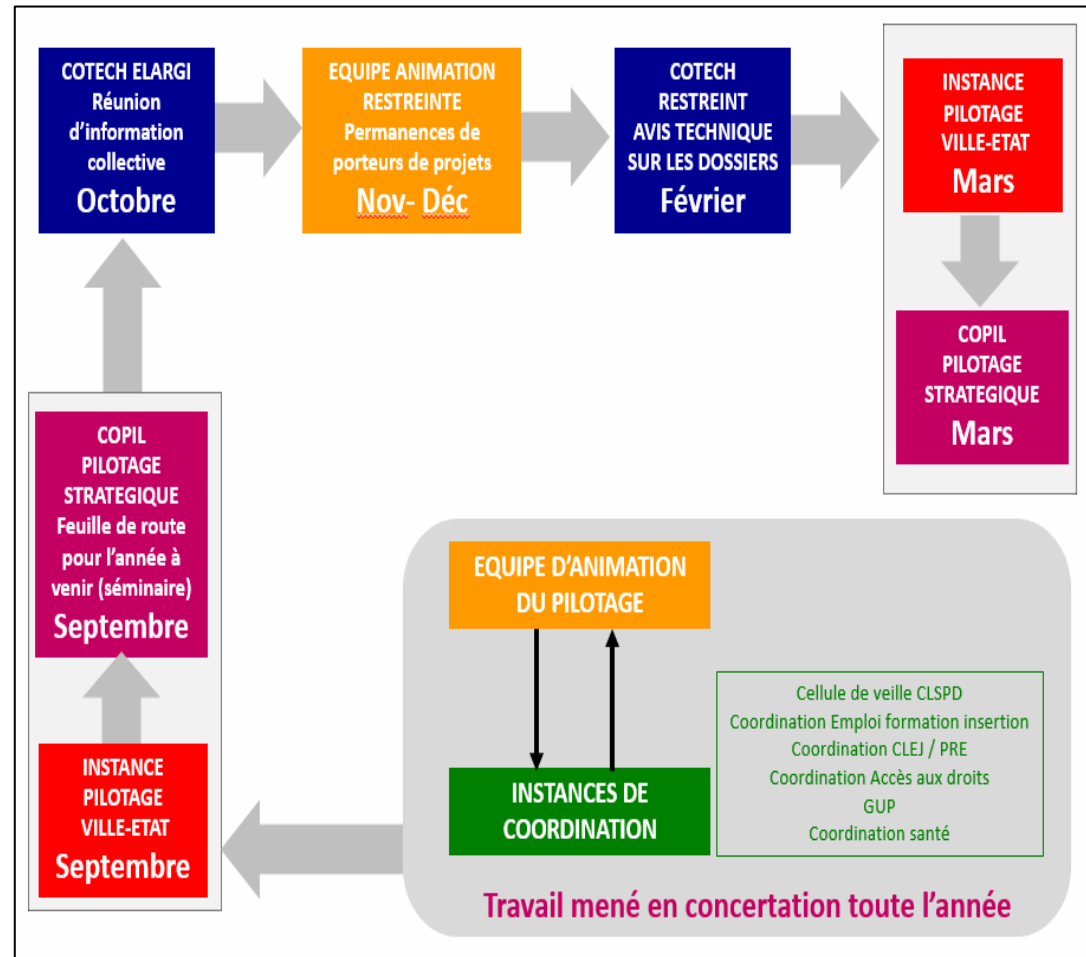 COTECH ELARGI
Réunion
d’information
collective
Octobre
EQUIPE ANIMATION
RESTREINTE
Permanences de
porteurs de projets
Nov- Déc
COTECH
RESTREINT
AVIS TECHNIQUE
SUR LES DOSSIERS
Février
INSTANCE
PILOTAGE
VILLE-ETAT
Mars
COPIL
PILOTAGE
STRATEGIQUE
Mars
COPIL
PILOTAGE
STRATEGIQUE
Feuille de route
pour l’année à
venir (séminaire)
Septembre
INSTANCE
PILOTAGE
VILLE-ETAT
Septembre
EQUIPE D’ANIMATION
DU PILOTAGE
INSTANCES DE
COORDINATION
Cellule de veille CLSPD
Coordination Emploi formation insertion
Coordination CLEJ / PRE
Coordination Accès aux droits
GUP
Coordination santé
Travail mené en concertation toute l’année